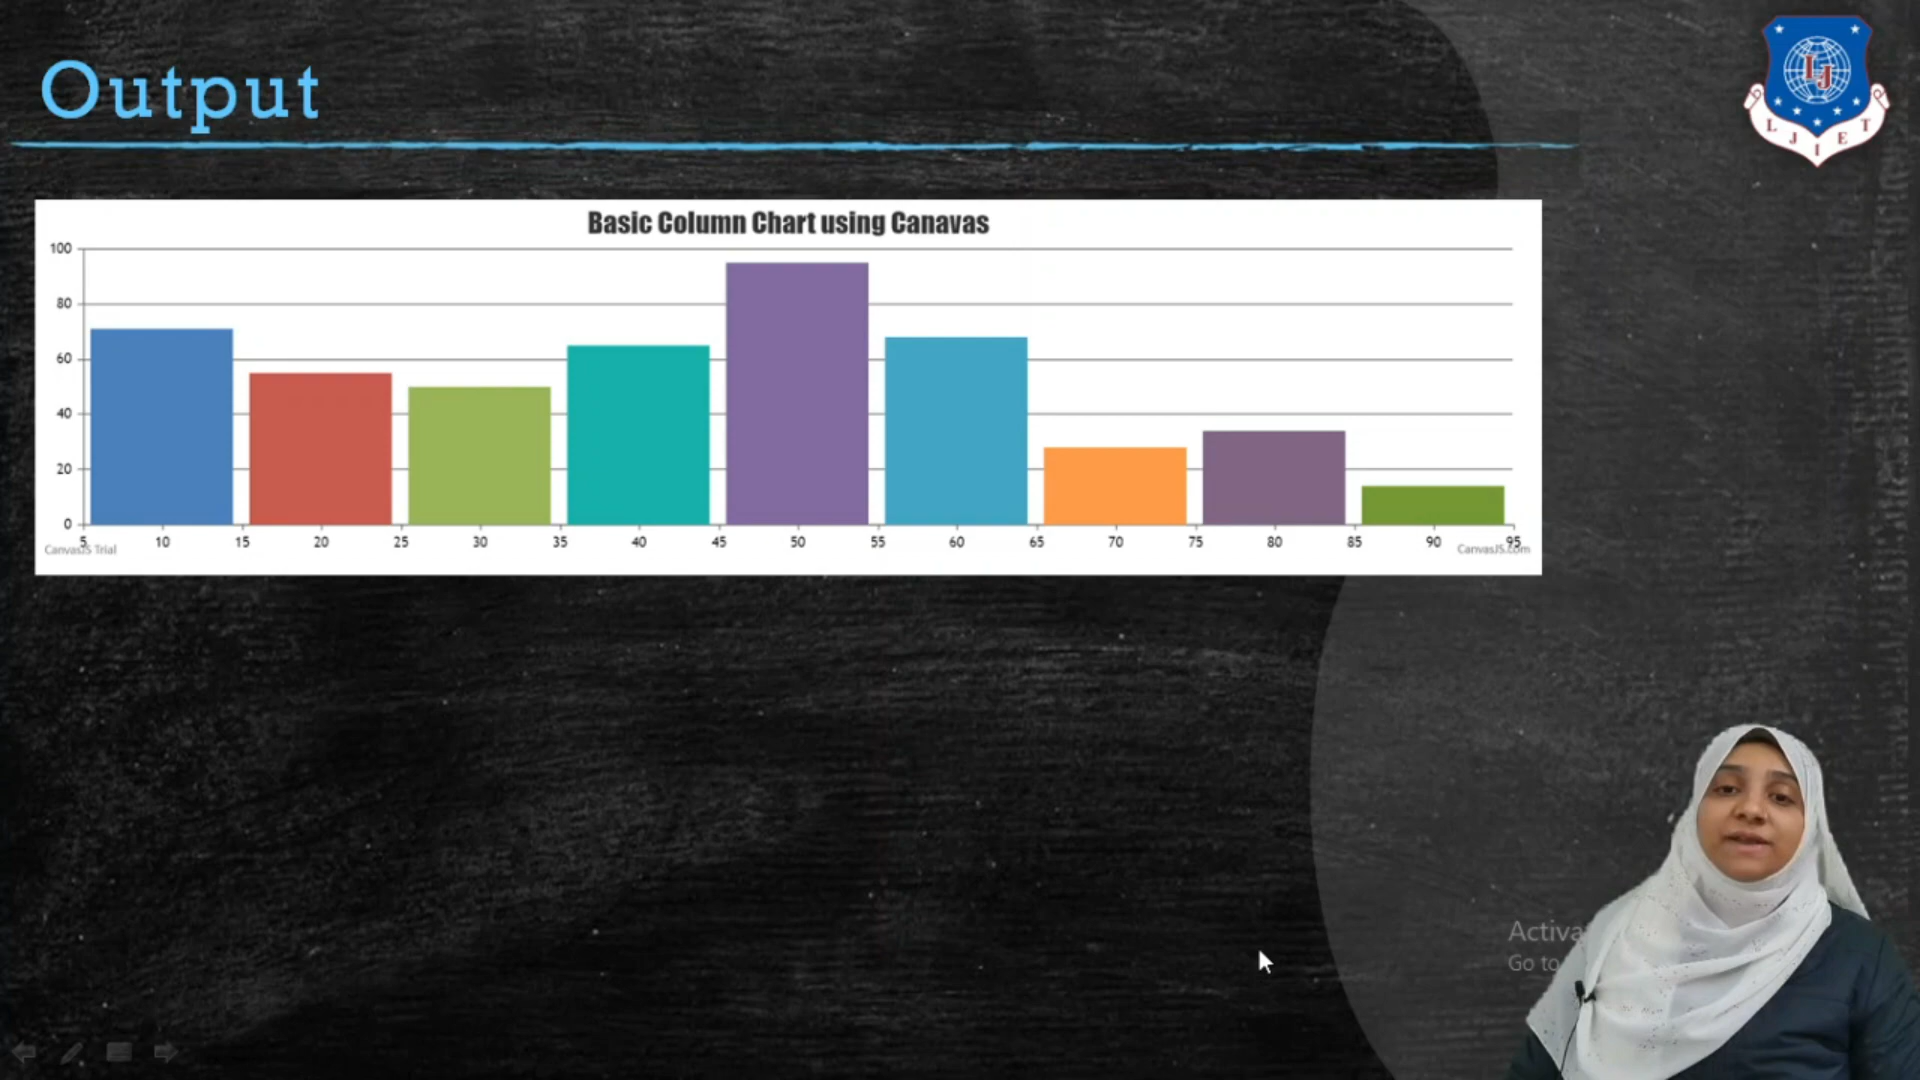 Output
L J I E T
Basic Column Chart using Canavas
100
80
60
40
20
0
5 10 15 20 25 30 35 40 45 50 55 60 65 70 75 80 85 90 95
CanvasJS Trial
CanvasJS.com
Activa
Go to